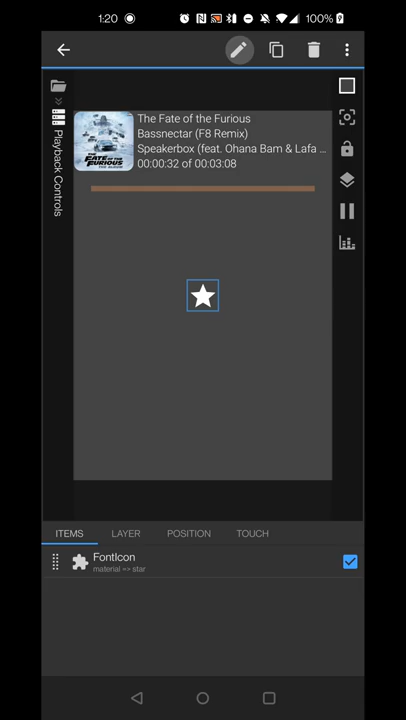 1:20
100%
The Fate of the Furious
Bassnectar (F8 Remix)
Speakerbox (feat. Ohana Bam & Lafa ...
00:00:32 of 00:03:08
THE FATE OF THE
FURIOUS
Playback Controls
ITEMS LAYER POSITION TOUCH
FontIcon
material => star